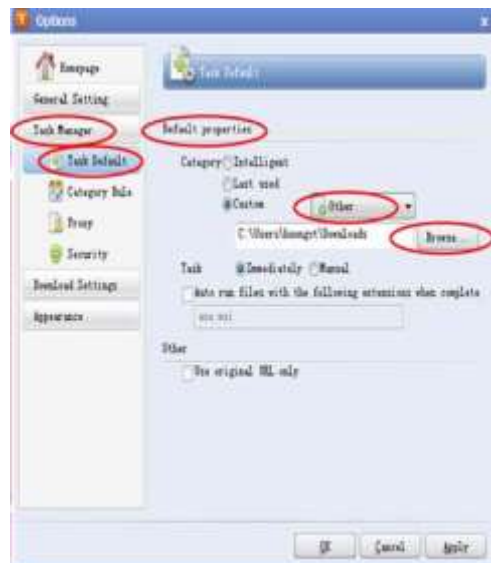 Options
x
Homepage
Task Default
General Setting
Task Manager
Default properties
Task Default
Category Intelligent
Last used
Category Rule
Custom
Other
Proxy
Browse...
Security
Task Immediately Manual
Download Settings
Auto run files with the following extensions when complete
Appearance
Other
Use original URL only
OK Cancel Apply